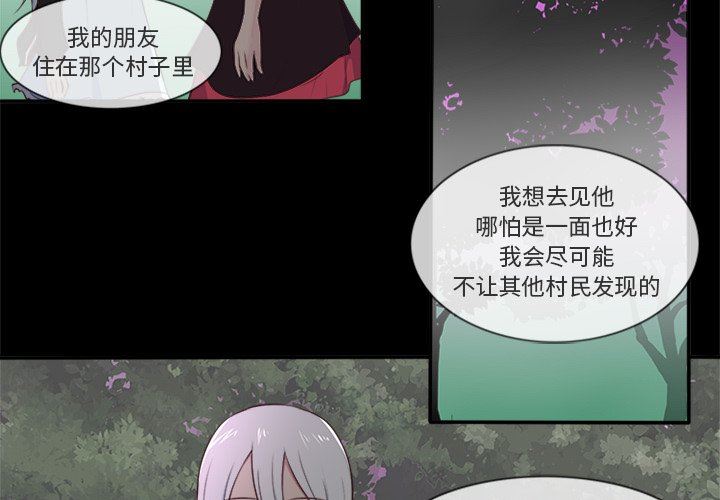 我的朋友
住在那个村子里
我想去见他
哪怕是一面也好
我会尽可能
不让其他村民发现的